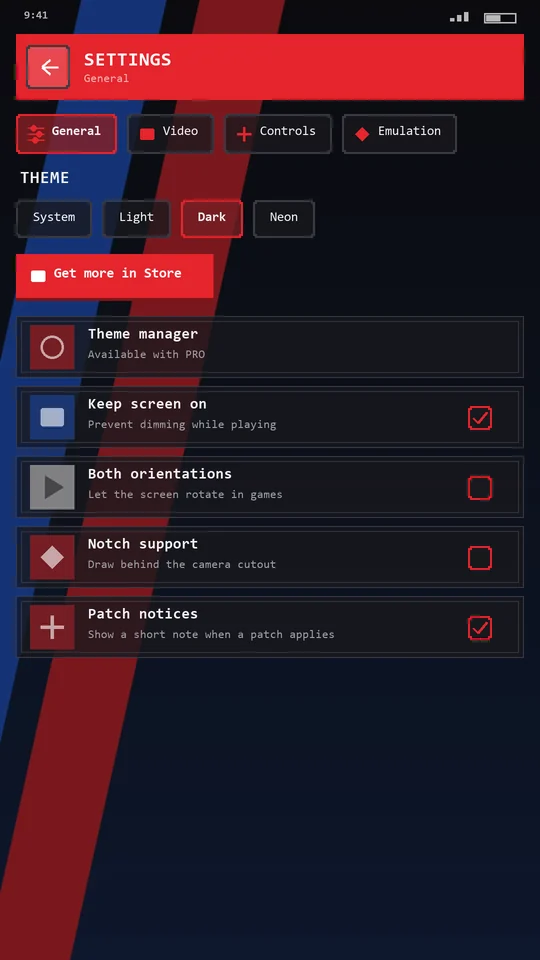 9:41
SETTINGS
General
General
Video
Controls
Emulation
THEME
System
Light
Dark
Neon
Get more in Store
Theme manager
Available with PRO
Keep screen on
Prevent dimming while playing
Both orientations
Let the screen rotate in games
Notch support
Draw behind the camera cutout
Patch notices
Show a short note when a patch applies